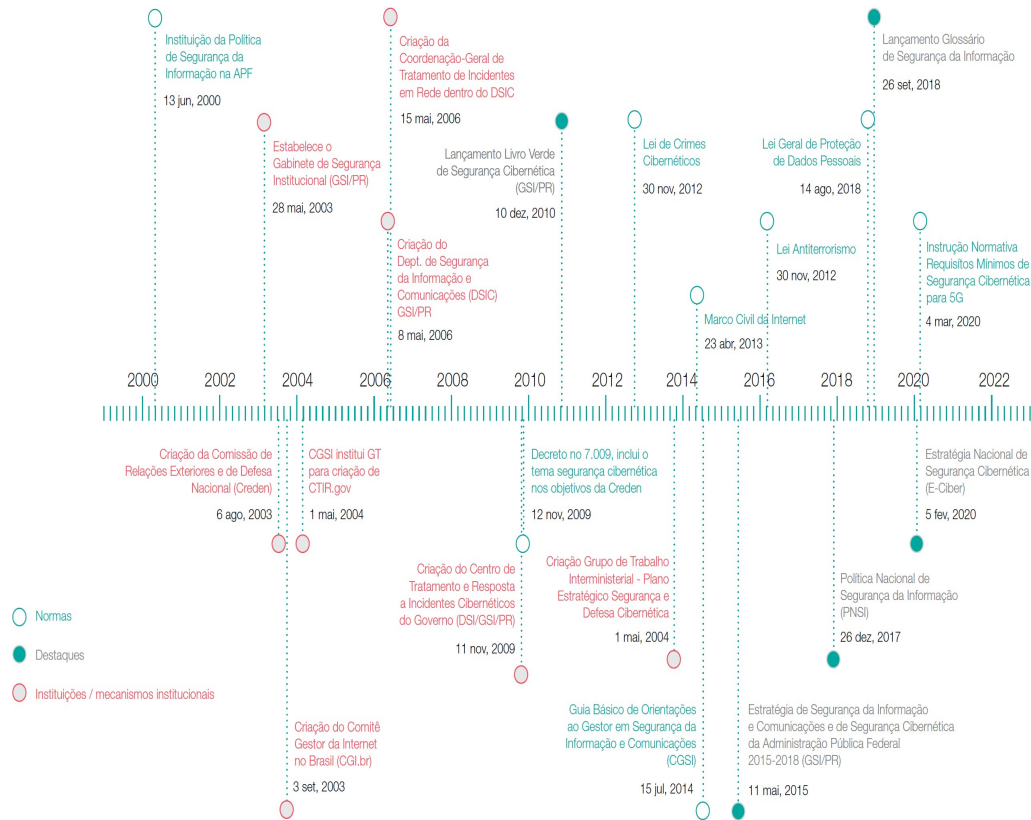 Instituição da Política
de Segurança da
Informação na APF
13 jun, 2000
Estabelece o
Gabinete de Segurança
Institucional (GSI/PR)
28 mai, 2003
Criação da
Coordenação-Geral de
Tratamento de Incidentes
em Rede dentro do DSIC
15 mai, 2006
Criação do
Dept. de Segurança
da Informação e
Comunicações (DSIC)
GSI/PR
8 mai, 2006
Lançamento Livro Verde
de Segurança Cibernética
(GSI/PR)
10 dez, 2010
Lei de Crimes
Cibernéticos
30 nov, 2012
Marco Civil da Internet
23 abr, 2013
Lei Antiterrorismo
30 nov, 2012
Lei Geral de Proteção
de Dados Pessoais
14 ago, 2018
Lançamento Glossário
de Segurança da Informação
26 set, 2018
Instrução Normativa
Requisítos Mínimos de
Segurança Cibernética
para 5G
4 mar, 2020
2000 2002 2004 2006 2008 2010 2012 2014 2016 2018 2020 2022
Criação da Comissão de
Relações Exteriores e de Defesa
Nacional (Creden)
6 ago, 2003
CGSI institui GT
para criação de
CTIR.gov
1 mai, 2004
Criação do Comitê
Gestor da Internet
no Brasil (CGI.br)
3 set, 2003
Decreto no 7.009, inclui o
tema segurança cibernética
nos objetivos da Creden
12 nov, 2009
Criação do Centro de
Tratamento e Resposta
a Incidentes Cibernéticos
do Governo (DSI/GSI/PR)
11 nov, 2009
Criação Grupo de Trabalho
Interministerial - Plano
Estratégico Segurança e
Defesa Cibernética
1 mai, 2004
Guia Básico de Orientações
ao Gestor em Segurança da
Informação e Comunicações
(CGSI)
15 jul, 2014
Estratégia de Segurança da Informação
e Comunicações e de Segurança Cibernética
da Administração Pública Federal
2015-2018 (GSI/PR)
11 mai, 2015
Política Nacional de
Segurança da Informação
(PNSI)
26 dez, 2017
Estratégia Nacional de
Segurança Cibernética
(E-Ciber)
5 fev, 2020
Normas
Destaques
Instituições / mecanismos institucionais